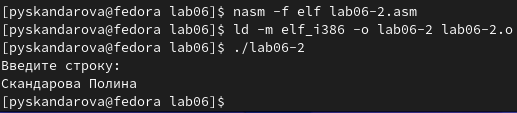 [pyskandarova@fedora lab06]$ nasm -f elf lab06-2.asm
[pyskandarova@fedora lab06]$ ld -m elf_i386 -o lab06-2 lab06-2.o
[pyskandarova@fedora lab06]$ ./lab06-2
Введите строку:
Скандарова Полина
[pyskandarova@fedora lab06]$